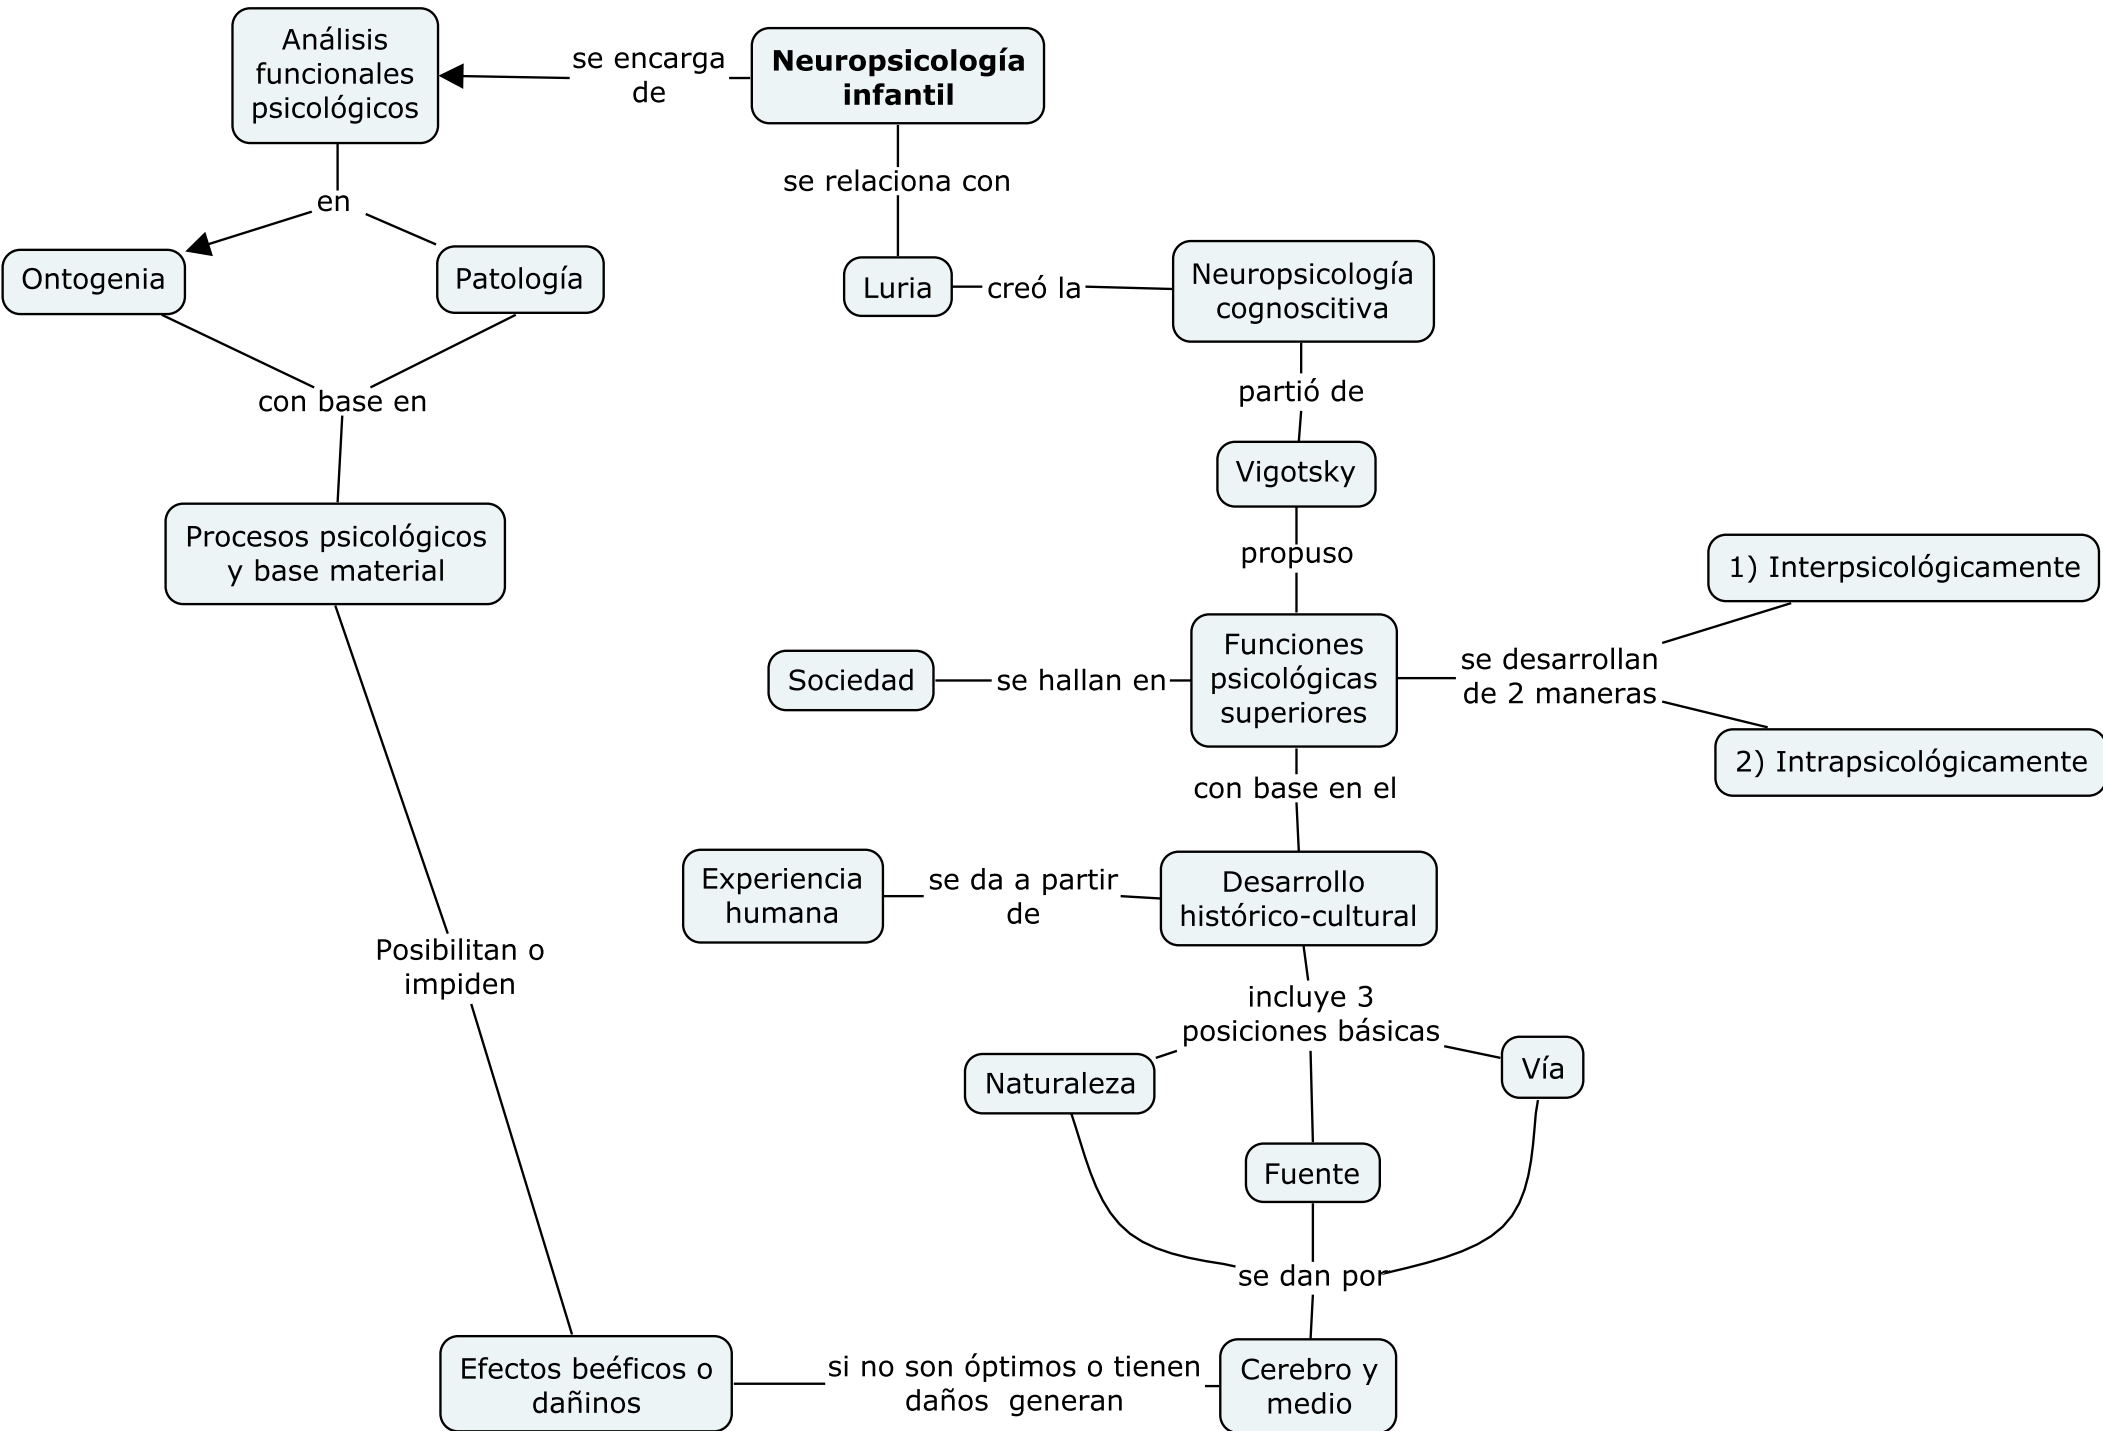 Análisis
funcionales
psicológicos
se encarga
de
Neuropsicología
infantil
en
se relaciona con
Ontogenia
Patología
Luria
creó la
Neuropsicología
cognoscitiva
con base en
partió de
Vigotsky
Procesos psicológicos
y base material
propuso
1) Interpsicológicamente
Sociedad
se hallan en
Funciones
psicológicas
superiores
se desarrollan
de 2 maneras
2) Intrapsicológicamente
con base en el
Experiencia
humana
se da a partir
de
Desarrollo
histórico-cultural
Posibilitan o
impiden
incluye 3
posiciones básicas
Naturaleza
Vía
Fuente
se dan por
Efectos beéficos o
dañinos
si no son óptimos o tienen
daños  generan
Cerebro y
medio